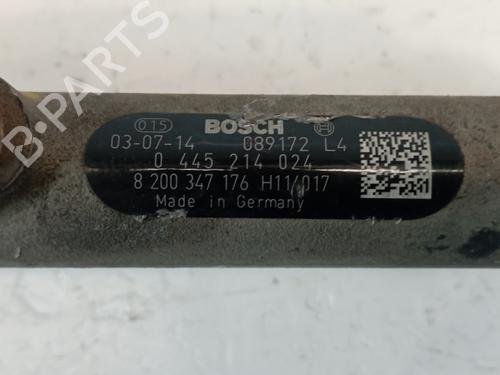 B-PARTS
015 BOSCH
03-07-14 089172 L4
0 445 214 024
8 200 347 176 H11/017
Made in Germany